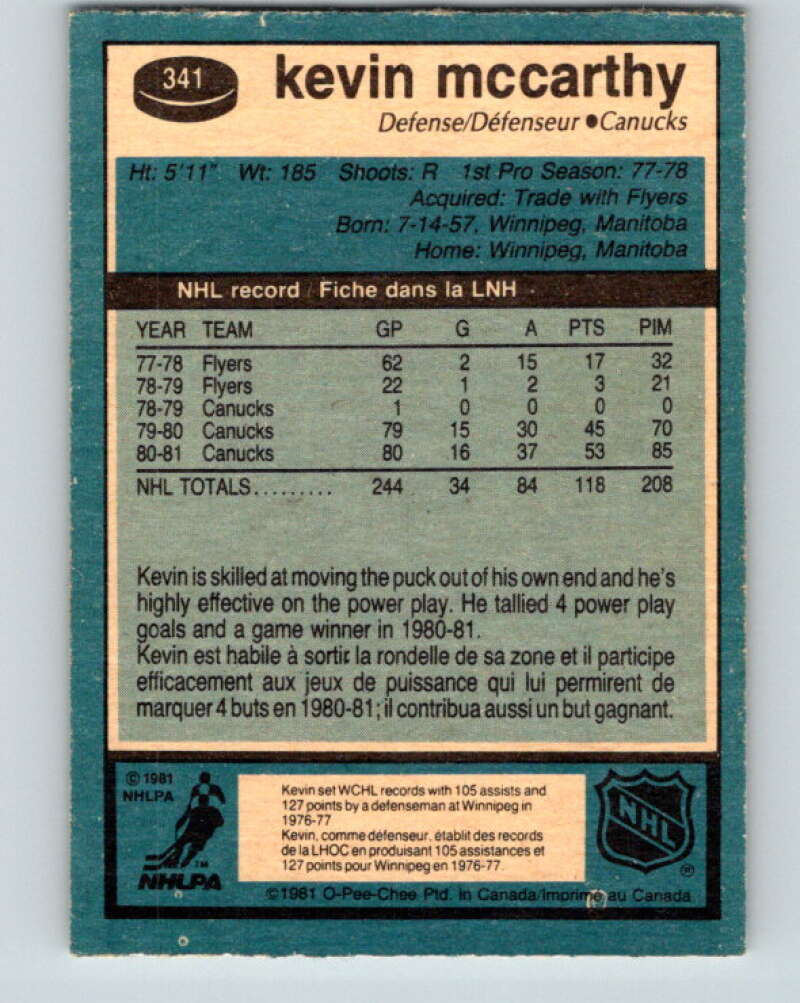 341
kevin mccarthy
Defense/Défenseur ●Canucks
Ht: 5'11" Wt: 185 Shoots: R 1st Pro Season: 77-78
Acquired: Trade with Flyers
Born: 7-14-57, Winnipeg, Manitoba
Home: Winnipeg, Manitoba
NHL record / Fiche dans la LNH
YEAR TEAM GP G A PTS PIM
77-78 Flyers 62 2 15 17 32
78-79 Flyers 22 1 2 3 21
78-79 Canucks 1 0 0 0 0
79-80 Canucks 79 15 30 45 70
80-81 Canucks 80 16 37 53 85
NHL TOTALS......... 244 34 84 118 208
Kevin is skilled at moving the puck out of his own end and he's
highly effective on the power play. He tallied 4 power play
goals and a game winner in 1980-81.
Kevin est habile à sortir la rondelle de sa zone et il participe
efficacement aux jeux de puissance qui lui permirent de
marquer 4 buts en 1980-81; il contribua aussi un but gagnant.
© 1981
NHLPA
TM
NHLPA
Kevin set WCHL records with 105 assists and
127 points by a defenseman at Winnipeg in
1976-77
Kevin, comme défenseur, établit des records
de la LHOC en produisant 105 assistances et
127 points pour Winnipeg en 1976-77
NHL
®
©1981 O-Pee-Chee Ptd. in Canada/Imprimé au Canada